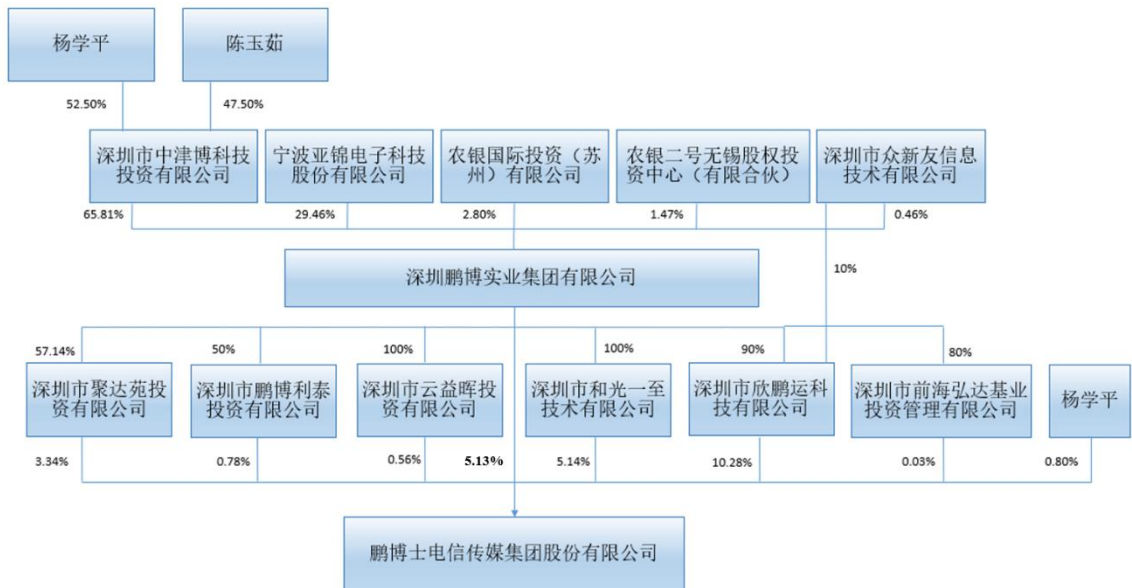 杨学平
陈玉茹
52.50%
47.50%
深圳市中津博科技
投资有限公司
宁波亚锦电子科技
股份有限公司
农银国际投资（苏
州）有限公司
农银二号无锡股权投
资中心（有限合伙）
深圳市众新友信息
技术有限公司
65.81%
29.46%
2.80%
1.47%
0.46%
深圳鹏博实业集团有限公司
10%
57.14%
50%
100%
100%
90%
80%
深圳市聚达苑投
资有限公司
深圳市鹏博利泰
投资有限公司
深圳市云益晖投
资有限公司
深圳市和光一至
技术有限公司
深圳市欣鹏运科
技有限公司
深圳市前海弘达基业
投资管理有限公司
杨学平
3.34%
0.78%
0.56%
5.13%
5.14%
10.28%
0.03%
0.80%
鹏博士电信传媒集团股份有限公司